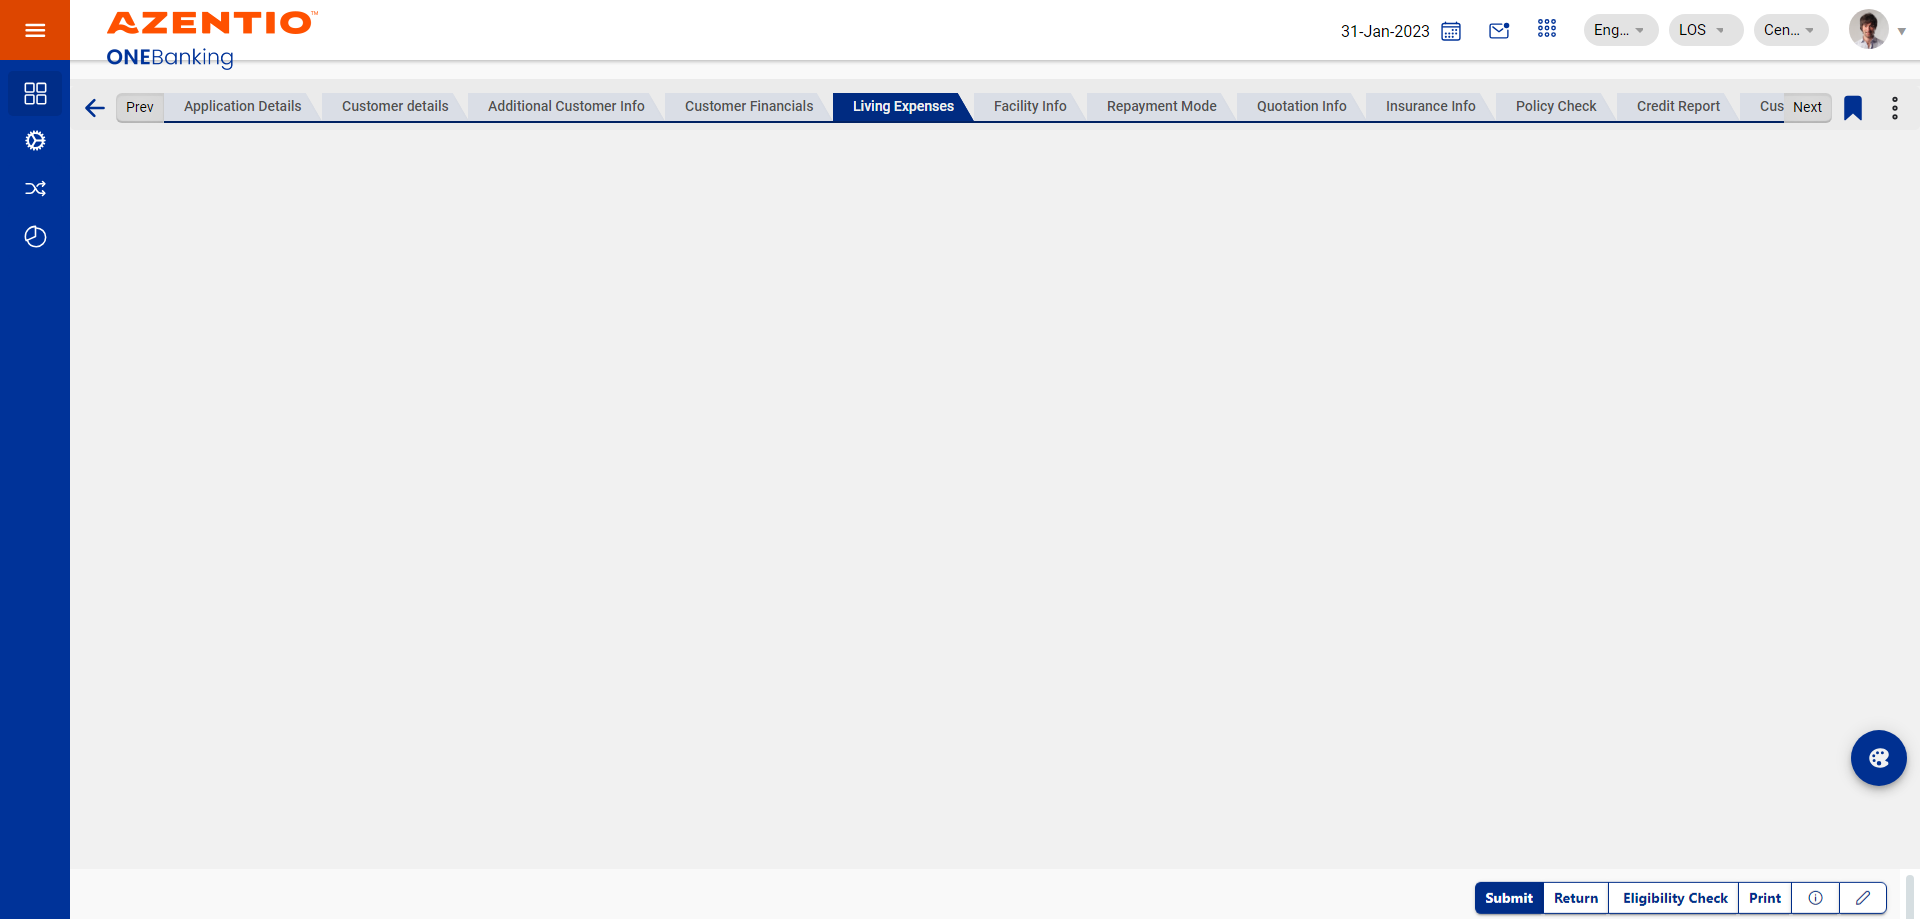 AZENTIO™
ONEBanking
31-Jan-2023
Eng...
LOS
Cen...
Prev
Application Details
Customer details
Additional Customer Info
Customer Financials
Living Expenses
Facility Info
Repayment Mode
Quotation Info
Insurance Info
Policy Check
Credit Report
Cus
Next
Submit
Return
Eligibility Check
Print